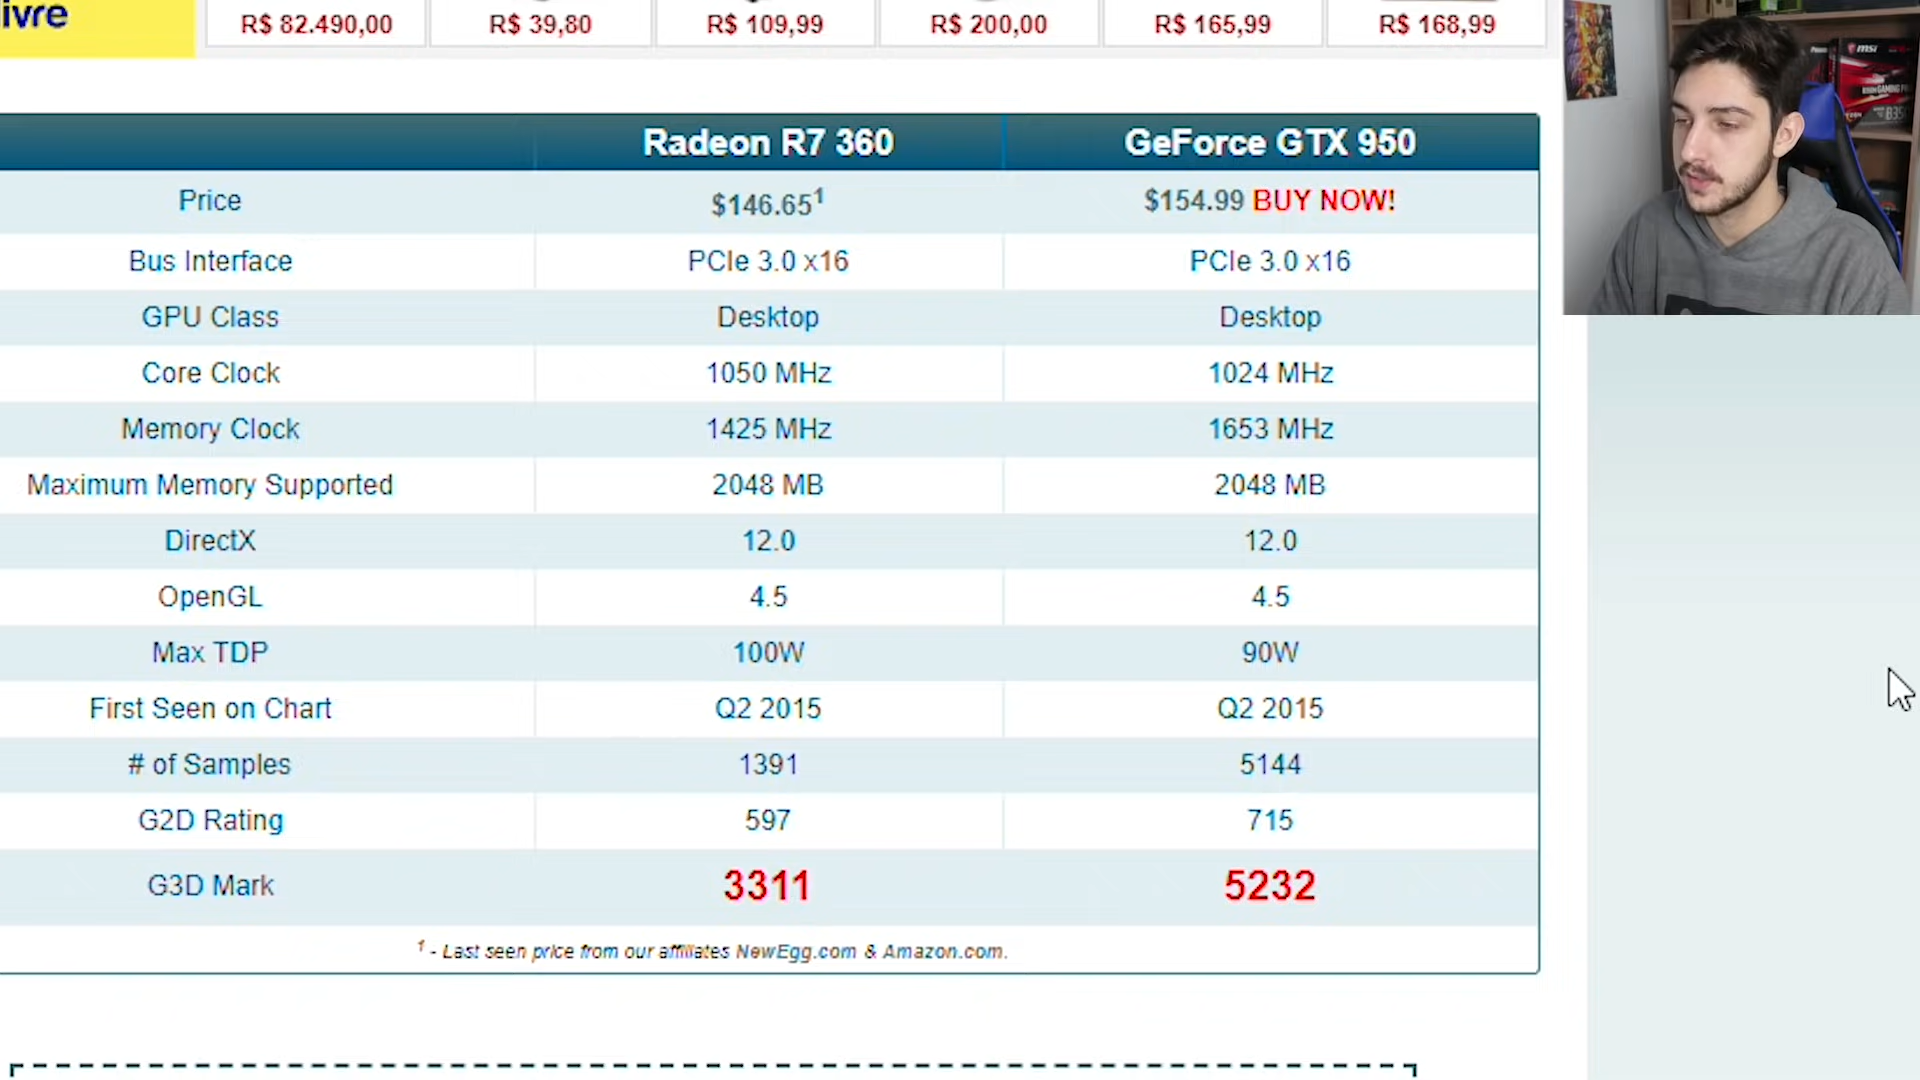 ivre
R$ 82.490,00 R$ 39,80 R$ 109,99 R$ 200,00 R$ 165,99 R$ 168,99
msi
Radeon R7 360 GeForce GTX 950
Price $146.65¹ $154.99 BUY NOW!
Bus Interface PCIe 3.0 x16 PCIe 3.0 x16
GPU Class Desktop Desktop
Core Clock 1050 MHz 1024 MHz
Memory Clock 1425 MHz 1653 MHz
Maximum Memory Supported 2048 MB 2048 MB
DirectX 12.0 12.0
OpenGL 4.5 4.5
Max TDP 100W 90W
First Seen on Chart Q2 2015 Q2 2015
# of Samples 1391 5144
G2D Rating 597 715
G3D Mark 3311 5232
¹ - Last seen price from our affiliates NewEgg.com & Amazon.com.